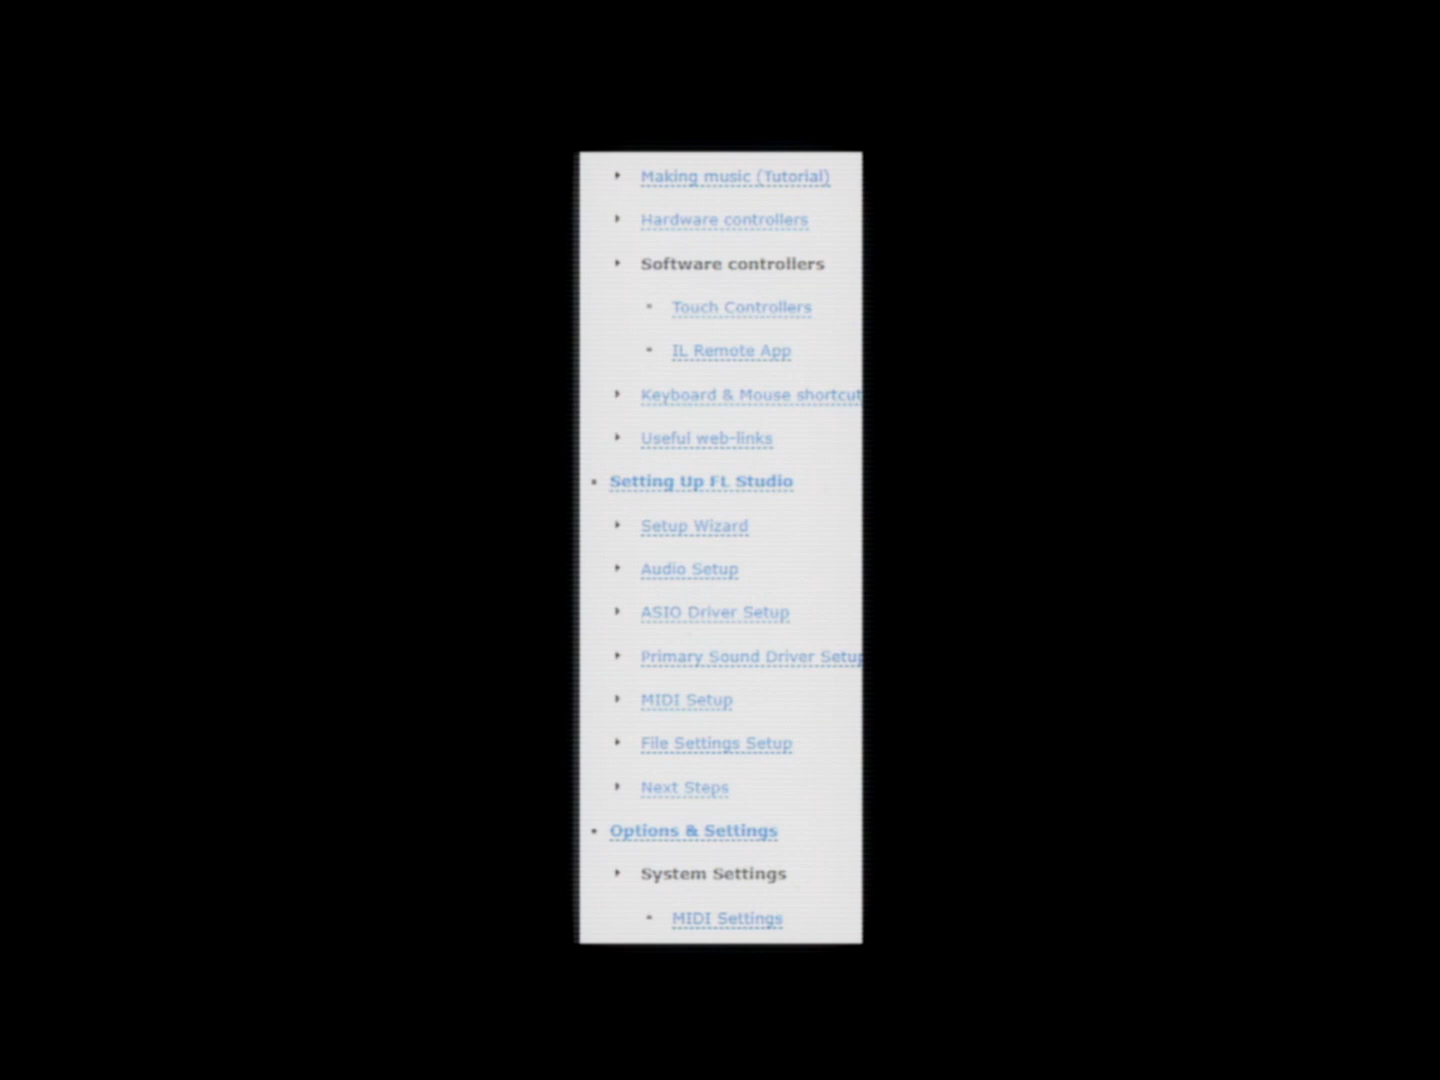 Making music (Tutorial)
Hardware controllers
Software controllers
Touch Controllers
IL Remote App
Keyboard & Mouse shortcut
Useful web-links
Setting Up FL Studio
Setup Wizard
Audio Setup
ASIO Driver Setup
Primary Sound Driver Setup
MIDI Setup
File Settings Setup
Next Steps
Options & Settings
System Settings
MIDI Settings